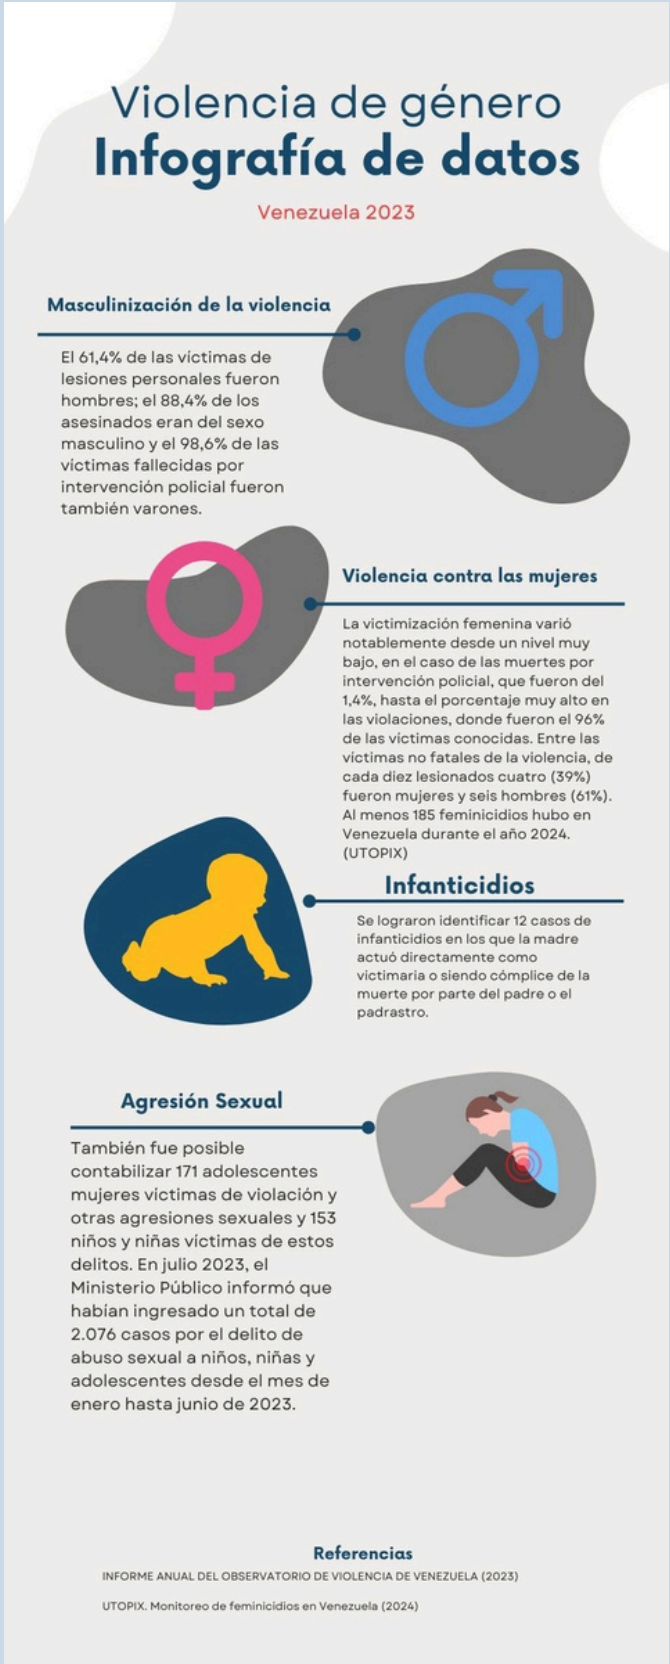 Violencia de género
Infografía de datos
Venezuela 2023
Masculinización de la violencia
El 61,4% de las víctimas de
lesiones personales fueron
hombres; el 88,4% de los
asesinados eran del sexo
masculino y el 98,6% de las
víctimas fallecidas por
intervención policial fueron
también varones.
Violencia contra las mujeres
La victimización femenina varió
notablemente desde un nivel muy
bajo, en el caso de las muertes por
intervención policial, que fueron del
1,4%, hasta el porcentaje muy alto en
las violaciones, donde fueron el 96%
de las víctimas conocidas. Entre las
víctimas no fatales de la violencia, de
cada diez lesionados cuatro (39%)
fueron mujeres y seis hombres (61%).
Al menos 185 feminicidios hubo en
Venezuela durante el año 2024.
(UTOPIX)
Infanticidios
Se lograron identificar 12 casos de
infanticidios en los que la madre
actuó directamente como
victimaria o siendo cómplice de la
muerte por parte del padre o el
padrastro.
Agresión Sexual
También fue posible
contabilizar 171 adolescentes
mujeres víctimas de violación y
otras agresiones sexuales y 153
niños y niñas víctimas de estos
delitos. En julio 2023, el
Ministerio Público informó que
habían ingresado un total de
2.076 casos por el delito de
abuso sexual a niños, niñas y
adolescentes desde el mes de
enero hasta junio de 2023.
Referencias
INFORME ANUAL DEL OBSERVATORIO DE VIOLENCIA DE VENEZUELA (2023)
UTOPIX. Monitoreo de feminicidios en Venezuela (2024)